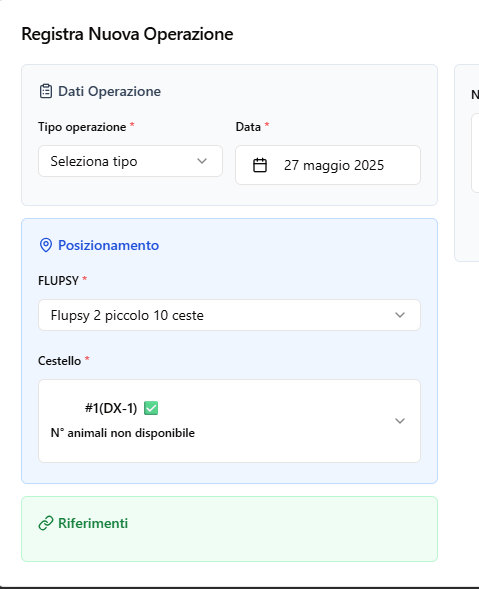 Registra Nuova Operazione
Dati Operazione
Tipo operazione *
Data *
Seleziona tipo
27 maggio 2025
Posizionamento
FLUPSY *
Flupsy 2 piccolo 10 ceste
Cestello *
#1(DX-1) ✅
N° animali non disponibile
Riferimenti
N